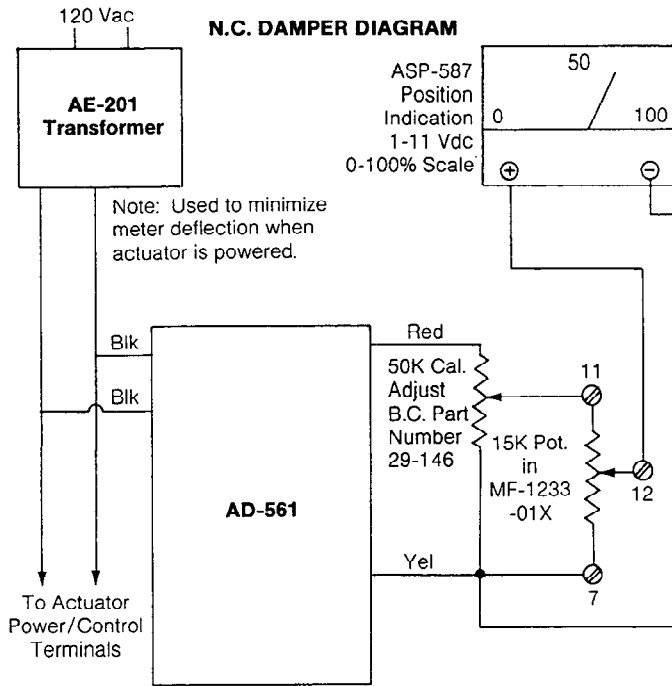 120 Vac
N.C. DAMPER DIAGRAM
AE-201
Transformer
ASP-587
Position
Indication
1-11 Vdc
0-100% Scale
50
0
100
+
−
Note: Used to minimize
meter deflection when
actuator is powered.
Blk
Blk
AD-561
Red
50K Cal.
Adjust
B.C. Part
Number
29-146
11
15K Pot.
in
MF-1233
-01X
12
Yel
7
To Actuator
Power/Control
Terminals